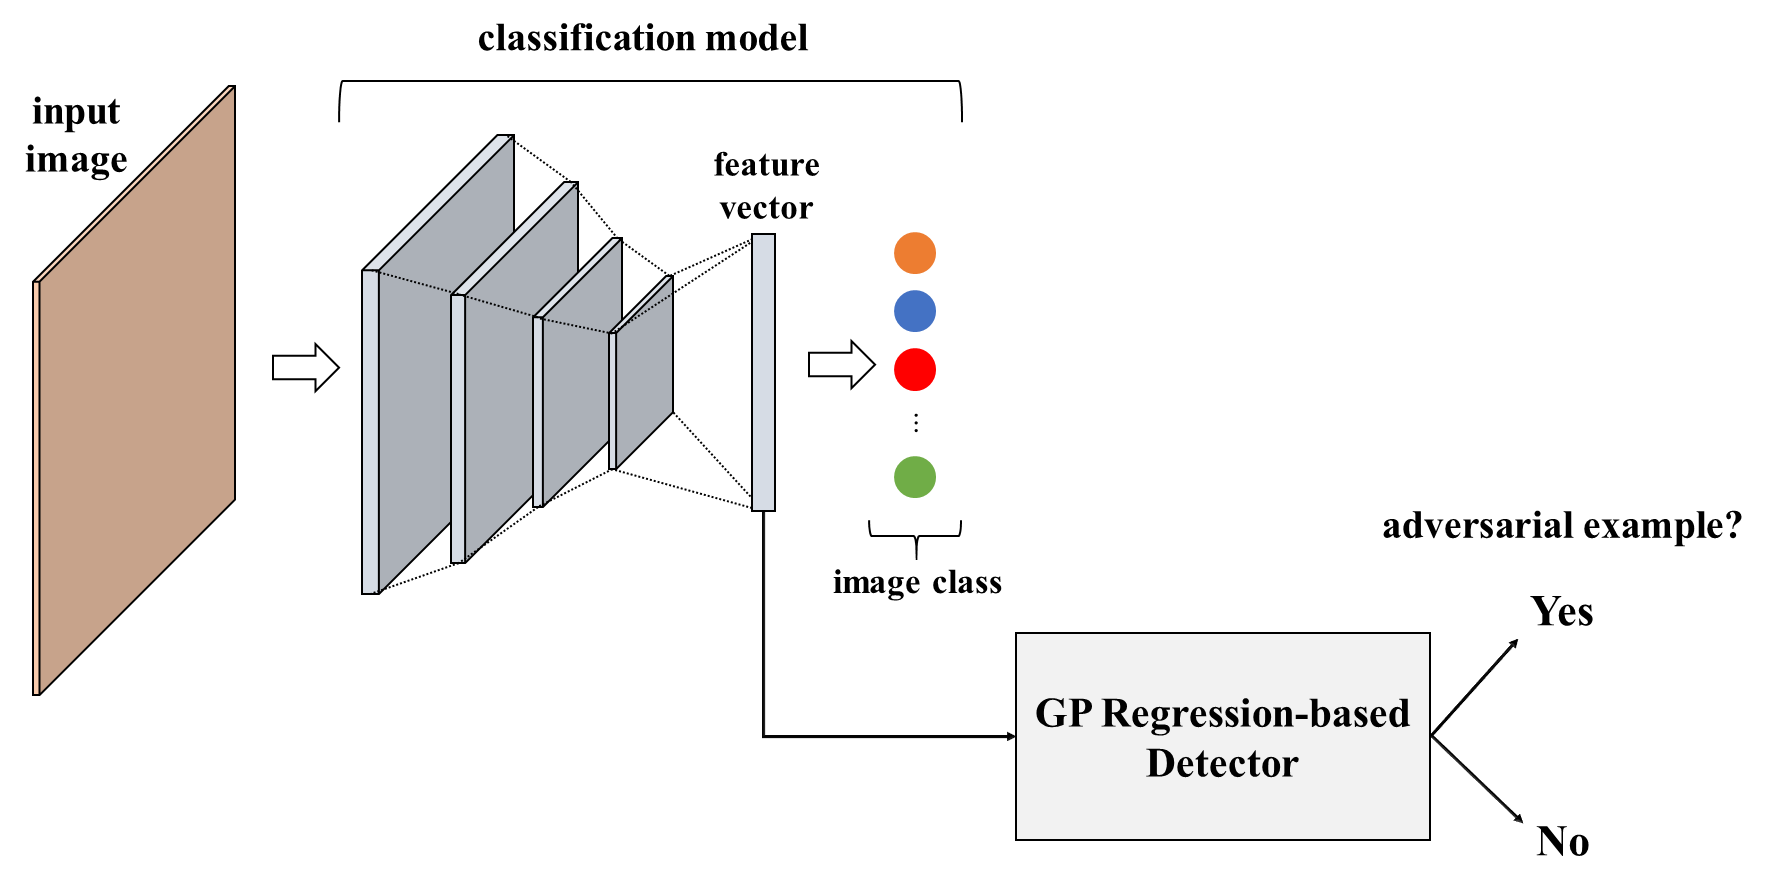 classification model
input
image
feature
vector
⋮
image class
adversarial example?
Yes
GP Regression-based
Detector
No